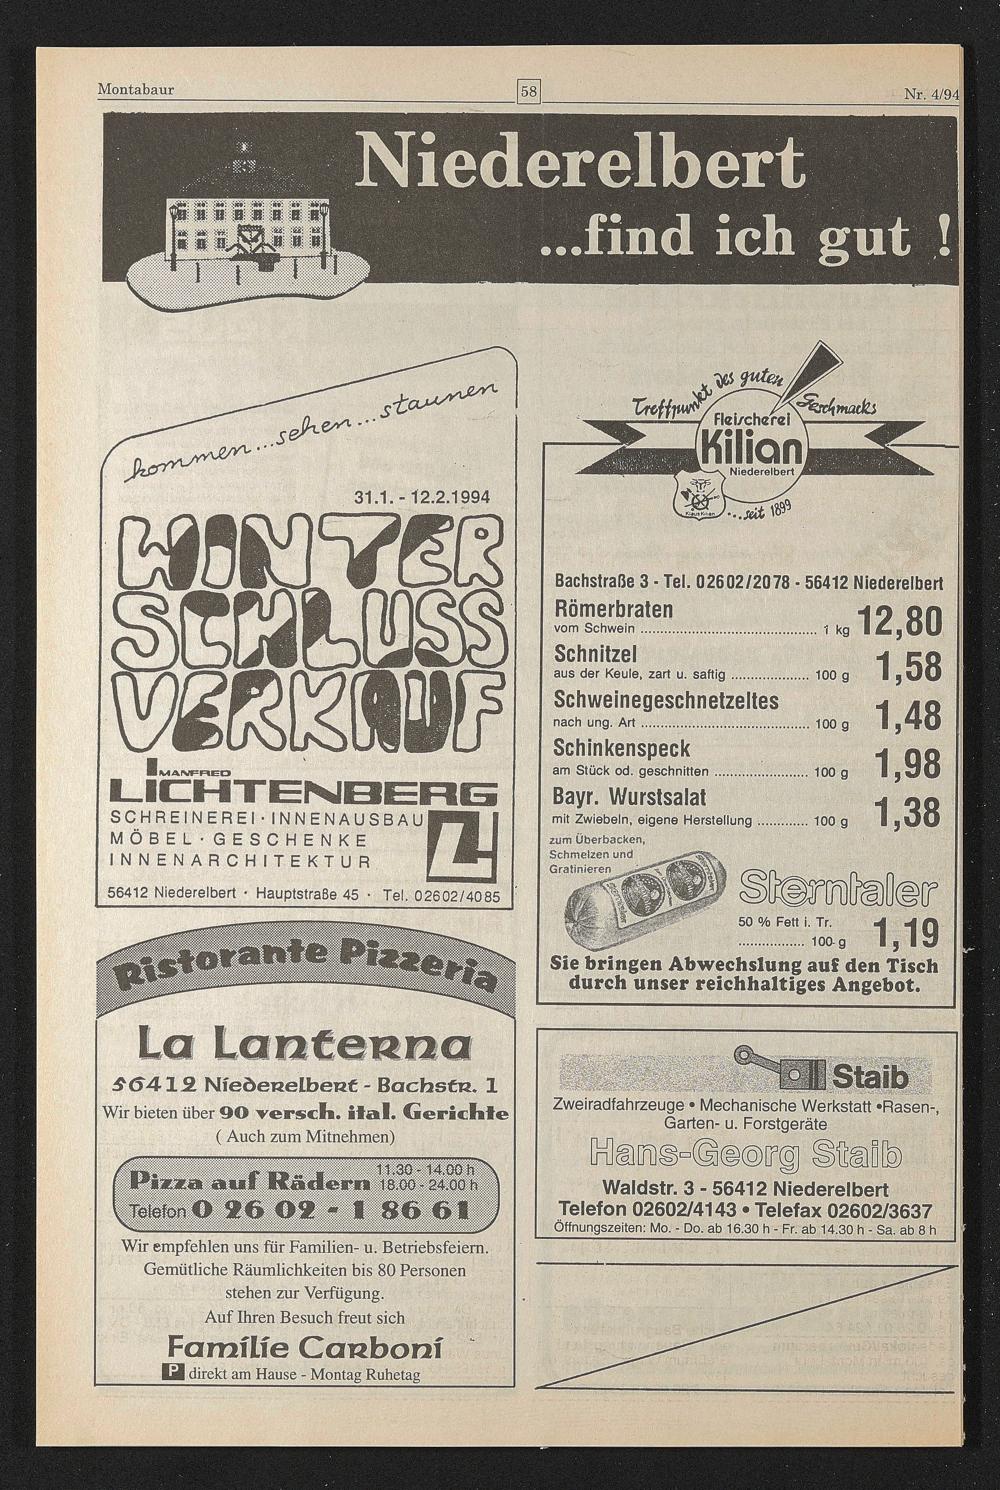 Montabaur
58
Nr. 4/94
Niederelbert
...find ich gut !
kommen...sehen...staunen
31.1. - 12.2.1994
WINTER
SCHLUSS
VERKAUF
MANFRED
LICHTENBERG
SCHREINEREI · INNENAUSBAU
MÖBEL · GESCHENKE
INNENARCHITEKTUR
56412 Niederelbert · Hauptstraße 45 · Tel. 02602/4085
Ristorante Pizzeria
La Lanterna
56412 Niederelbert - Bachstr. 1
Wir bieten über 90 versch. ital. Gerichte
( Auch zum Mitnehmen)
Pizza auf Rädern 11.30 - 14.00 h
18.00 - 24.00 h
Telefon 0 26 02 - 1 86 61
Wir empfehlen uns für Familien- u. Betriebsfeiern.
Gemütliche Räumlichkeiten bis 80 Personen
stehen zur Verfügung.
Auf Ihren Besuch freut sich
Familie Carboni
P direkt am Hause - Montag Ruhetag
Treffpunkt des guten Geschmacks
Fleischerei
Kilian
Niederelbert
Klaus Kilian
...seit 1899
Bachstraße 3 - Tel. 02602/2078 - 56412 Niederelbert
Römerbraten
vom Schwein ........ 1 kg 12,80
Schnitzel
aus der Keule, zart u. saftig ........ 100 g 1,58
Schweinegeschnetzeltes
nach ung. Art ........ 100 g 1,48
Schinkenspeck
am Stück od. geschnitten ........ 100 g 1,98
Bayr. Wurstsalat
mit Zwiebeln, eigene Herstellung ........ 100 g 1,38
zum Überbacken,
Schmelzen und
Gratinieren
Sterntaler
50 % Fett i. Tr.
........ 100 g 1,19
Sie bringen Abwechslung auf den Tisch
durch unser reichhaltiges Angebot.
Staib
Zweiradfahrzeuge • Mechanische Werkstatt •Rasen-,
Garten- u. Forstgeräte
Hans-Georg Staib
Waldstr. 3 - 56412 Niederelbert
Telefon 02602/4143 • Telefax 02602/3637
Öffnungszeiten: Mo. - Do. ab 16.30 h - Fr. ab 14.30 h - Sa. ab 8 h